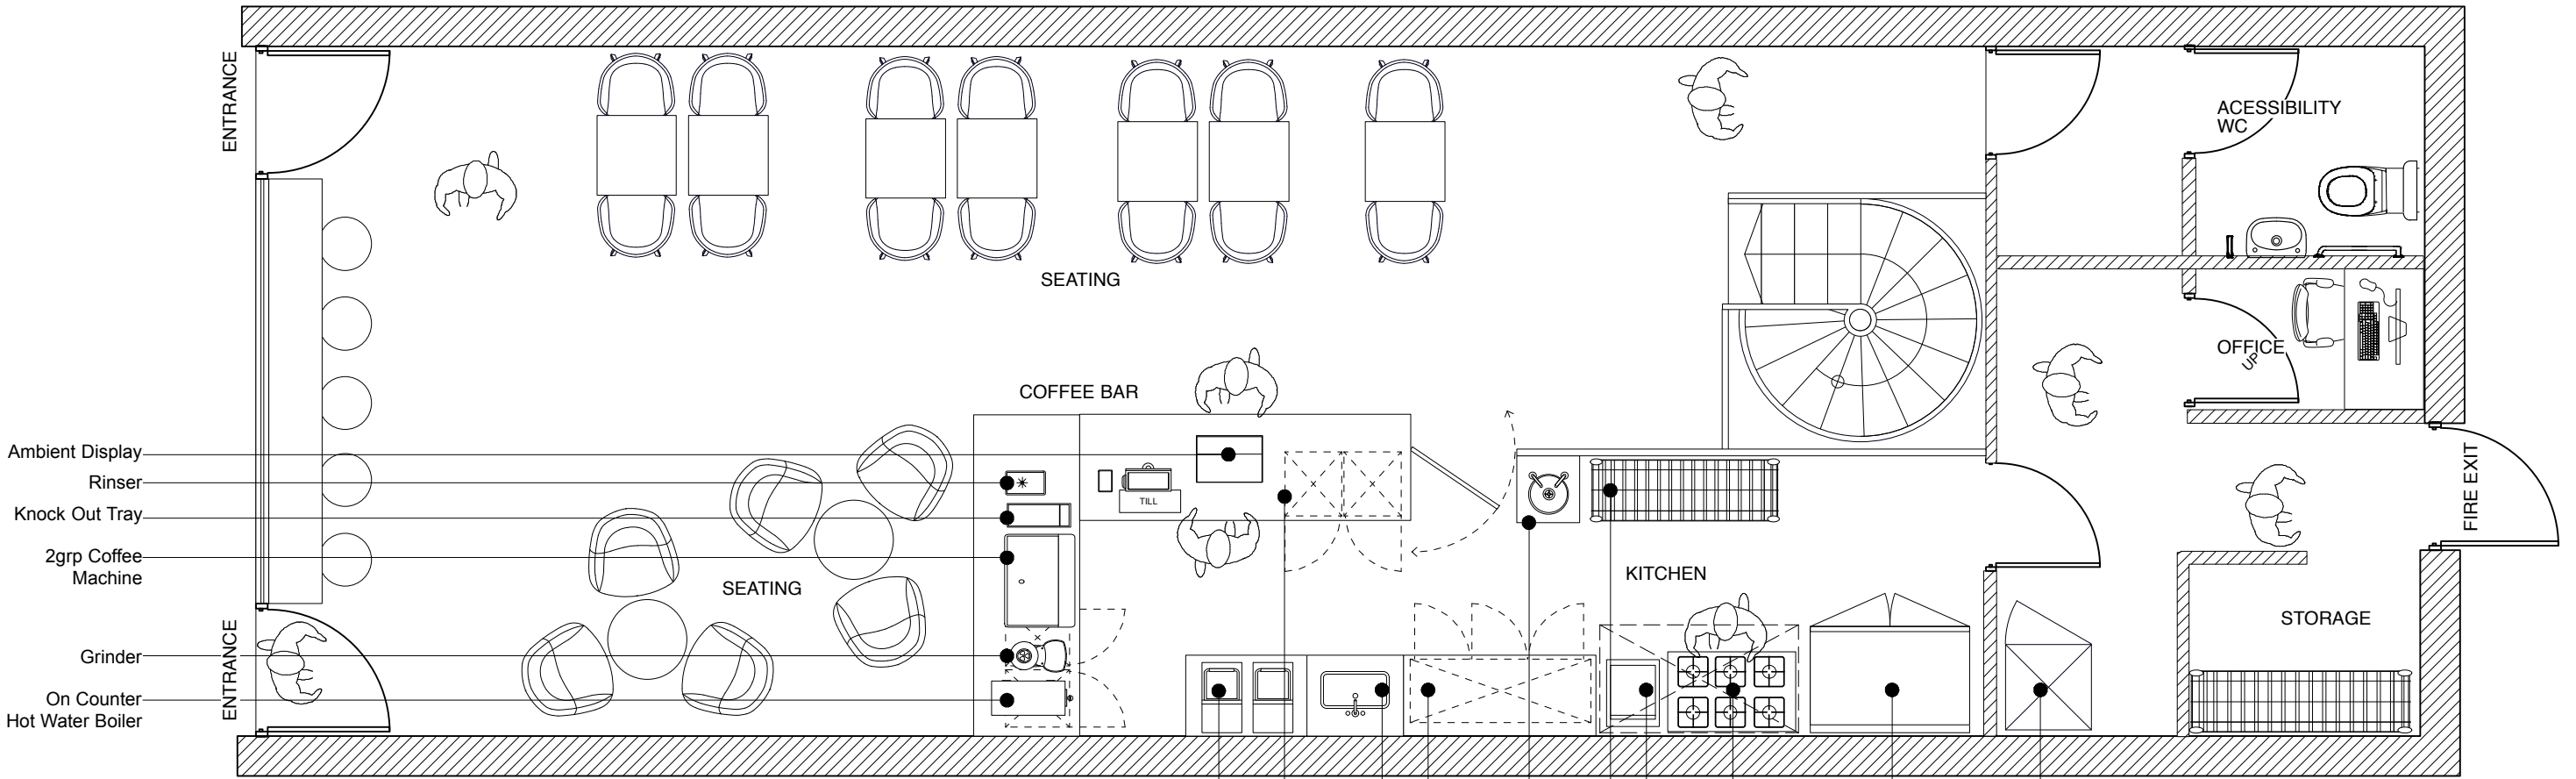 ENTRANCE
ACESSIBILITY
WC
SEATING
OFFICE
UP
COFFEE BAR
Ambient Display
Rinser
Knock Out Tray
2grp Coffee
Machine
Grinder
On Counter
Hot Water Boiler
TILL
FIRE EXIT
KITCHEN
SEATING
STORAGE
ENTRANCE